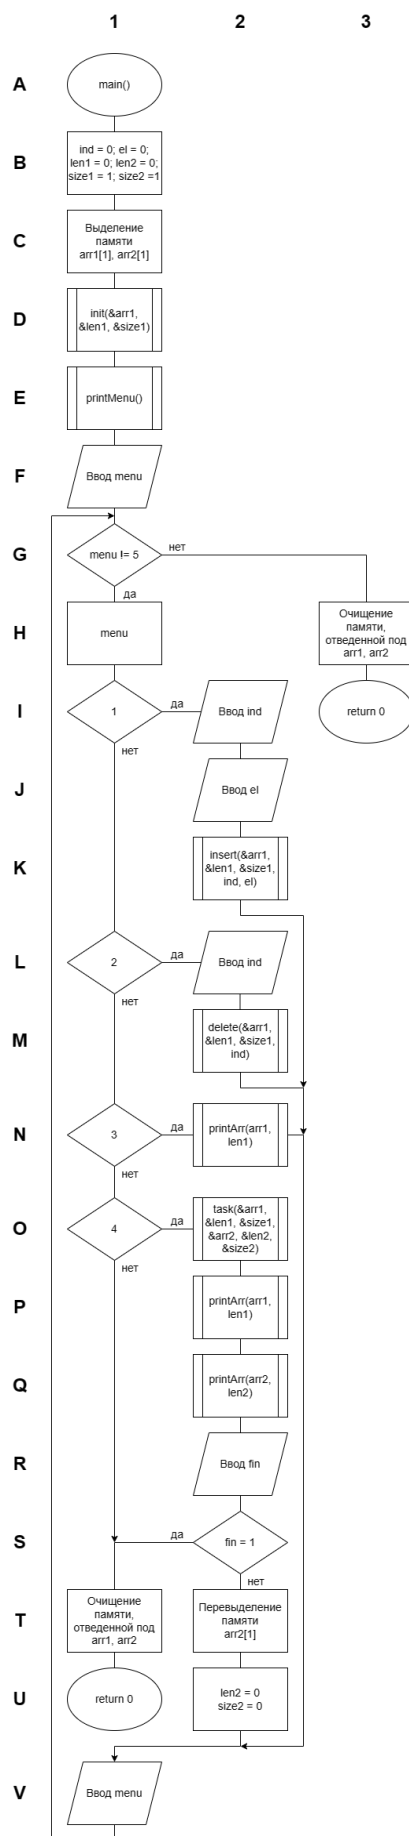 1 2 3
A
main()
B
ind = 0; el = 0;
len1 = 0; len2 = 0;
size1 = 1; size2 =1
C
Выделение
памяти
arr1[1], arr2[1]
D
init(&arr1,
&len1, &size1)
E
printMenu()
F
Ввод menu
G
menu != 5
нет
да
H
menu
Очищение
памяти,
отведенной под
arr1, arr2
I
1
да
Ввод ind
return 0
нет
J
Ввод el
K
insert(&arr1,
&len1, &size1,
ind, el)
L
2
да
Ввод ind
нет
M
delete(&arr1,
&len1, &size1,
ind)
N
3
да
printArr(arr1,
len1)
нет
O
4
да
task(&arr1,
&len1, &size1,
&arr2, &len2,
&size2)
нет
P
printArr(arr1,
len1)
Q
printArr(arr2,
len2)
R
Ввод fin
S
да
fin = 1
нет
T
Очищение
памяти,
отведенной под
arr1, arr2
Перевыделение
памяти
arr2[1]
U
return 0
len2 = 0
size2 = 0
V
Ввод menu